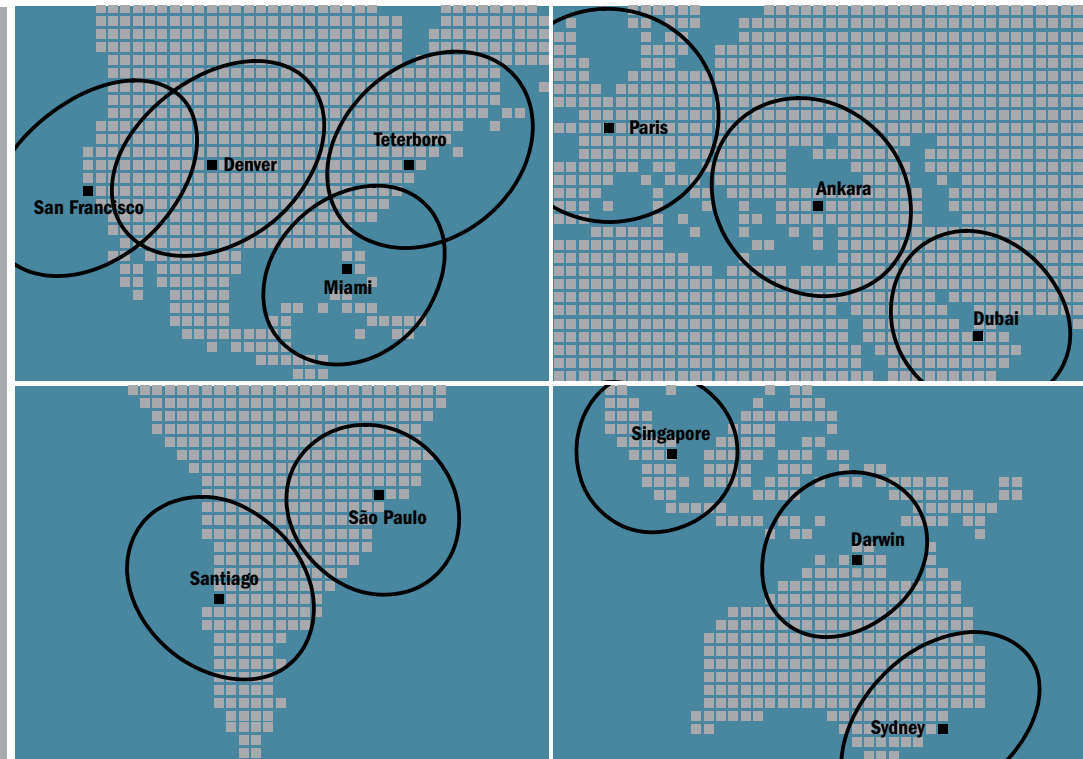 Teterboro
Denver
San Francisco
Miami
Paris
Ankara
Dubai
São Paulo
Santiago
Singapore
Darwin
Sydney